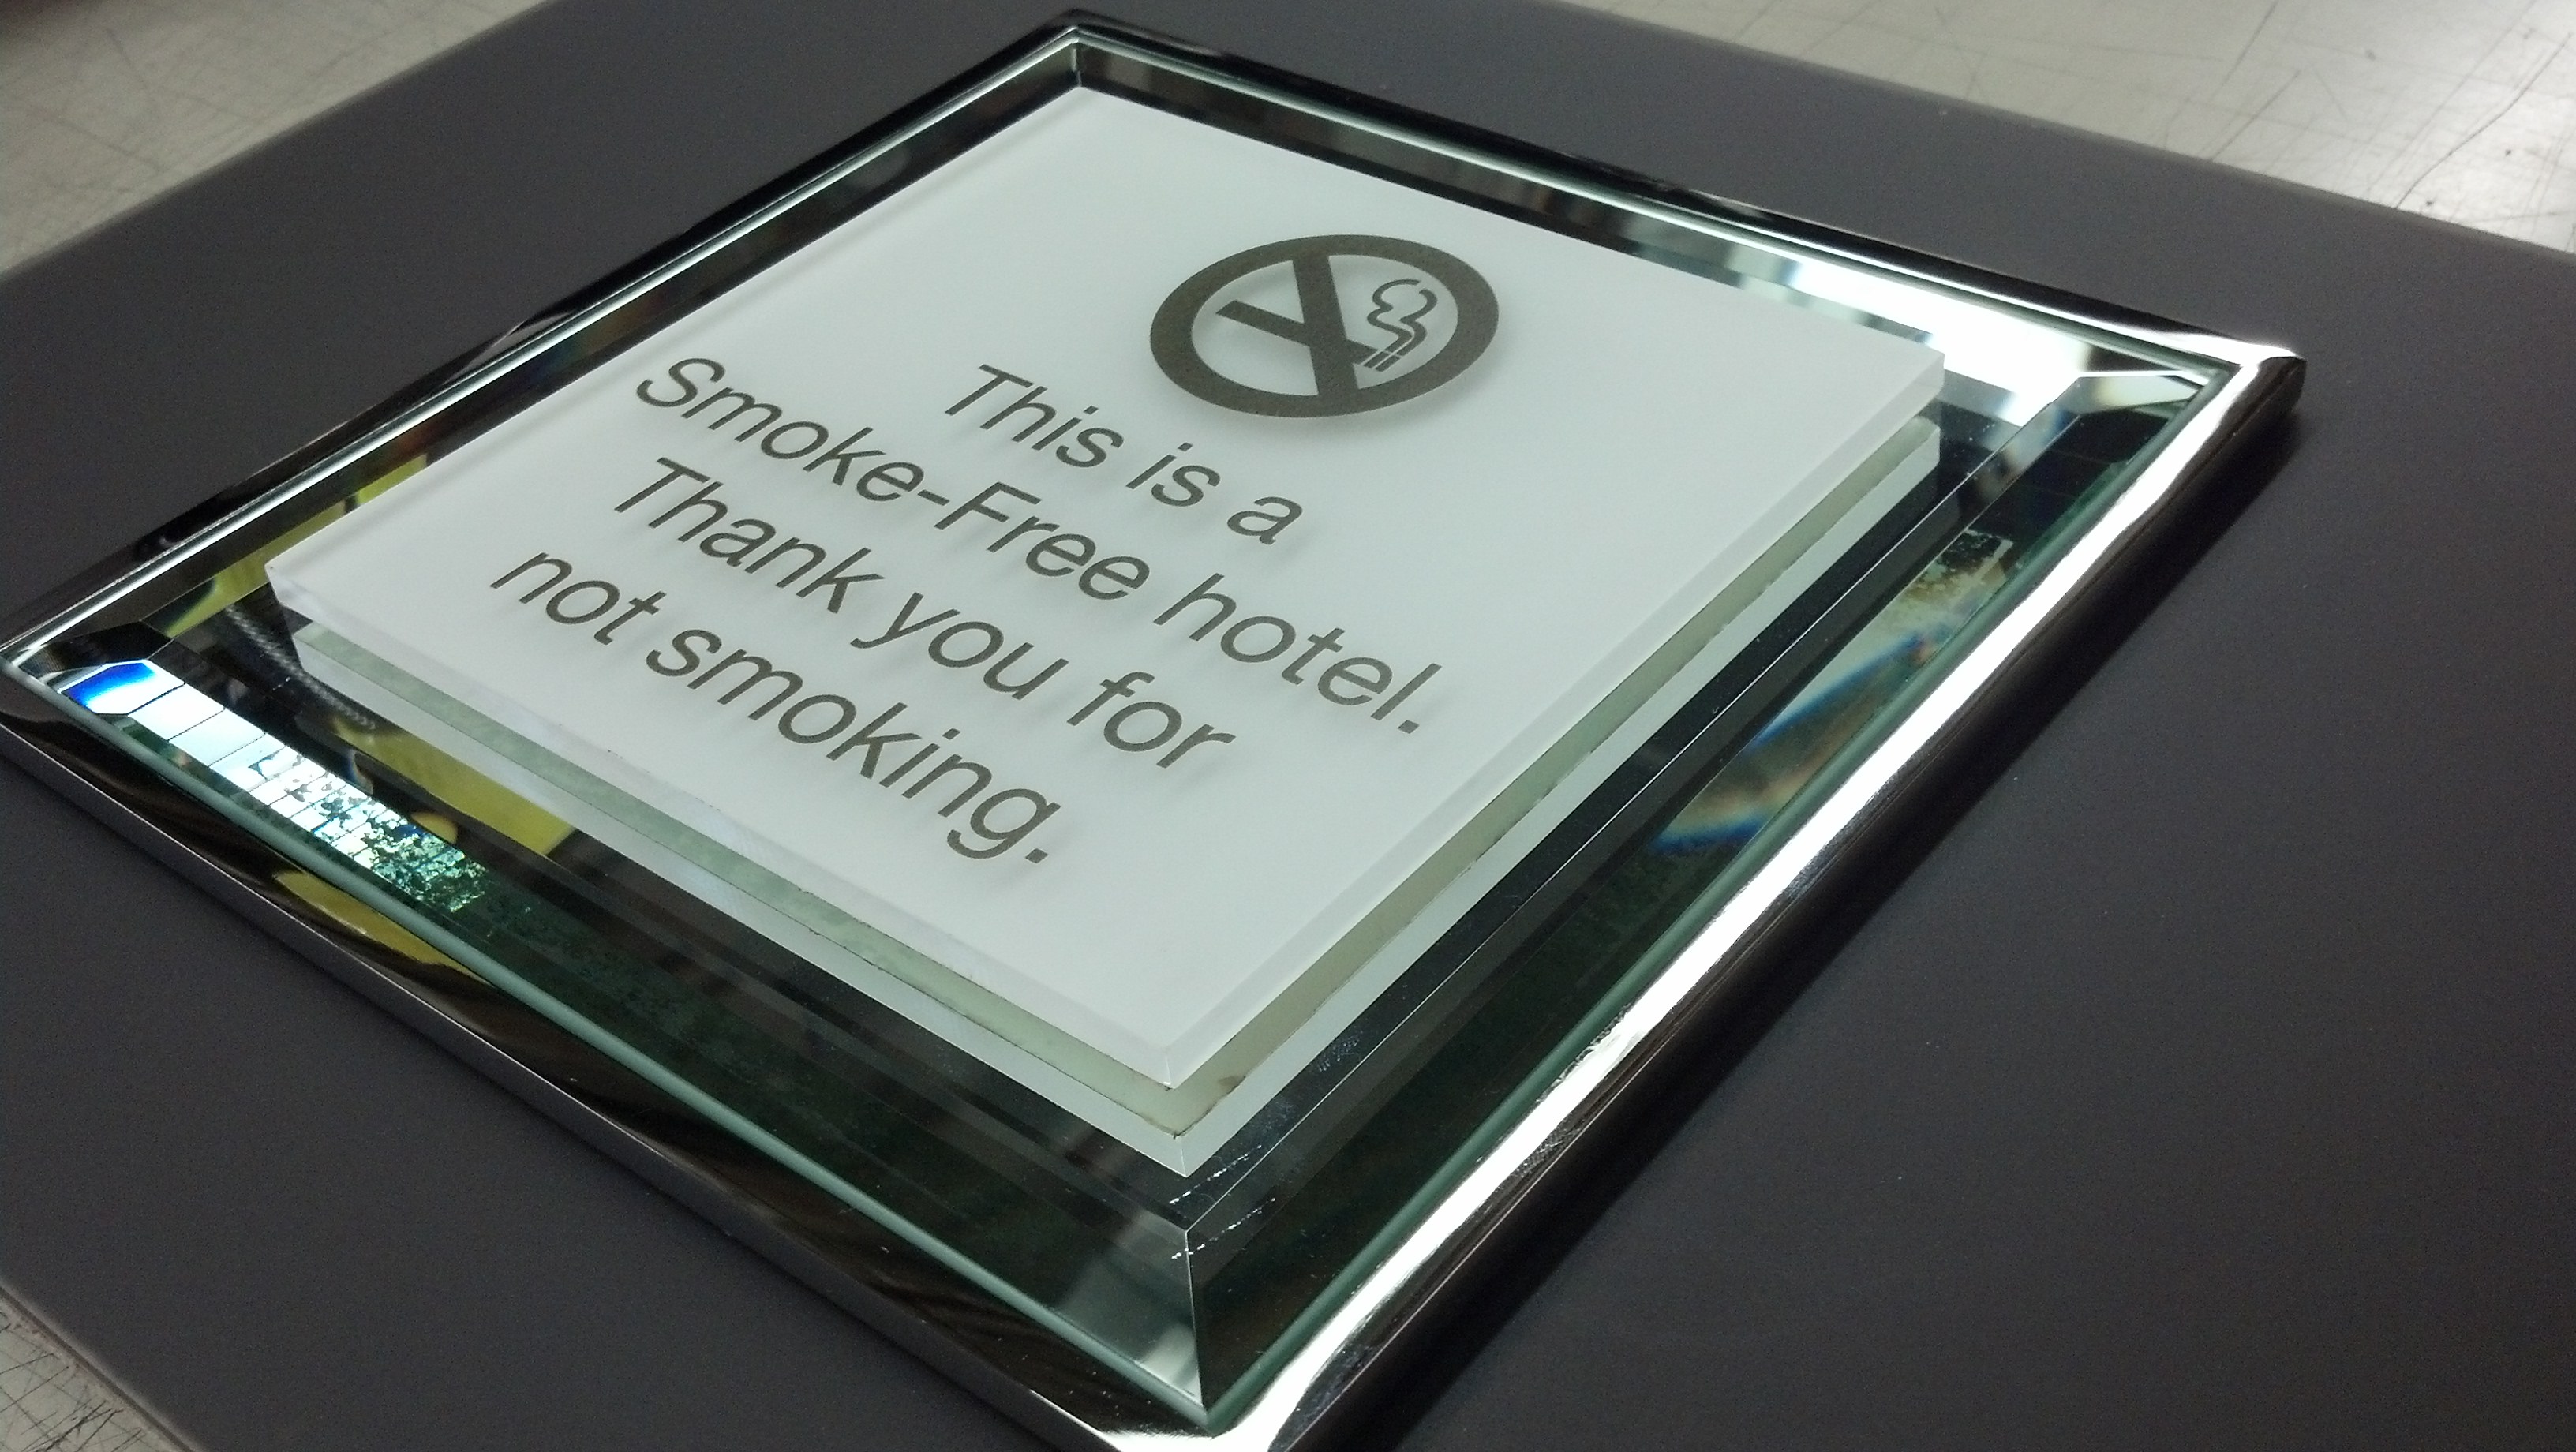 This is a
Smoke-Free hotel.
Thank you for
not smoking.